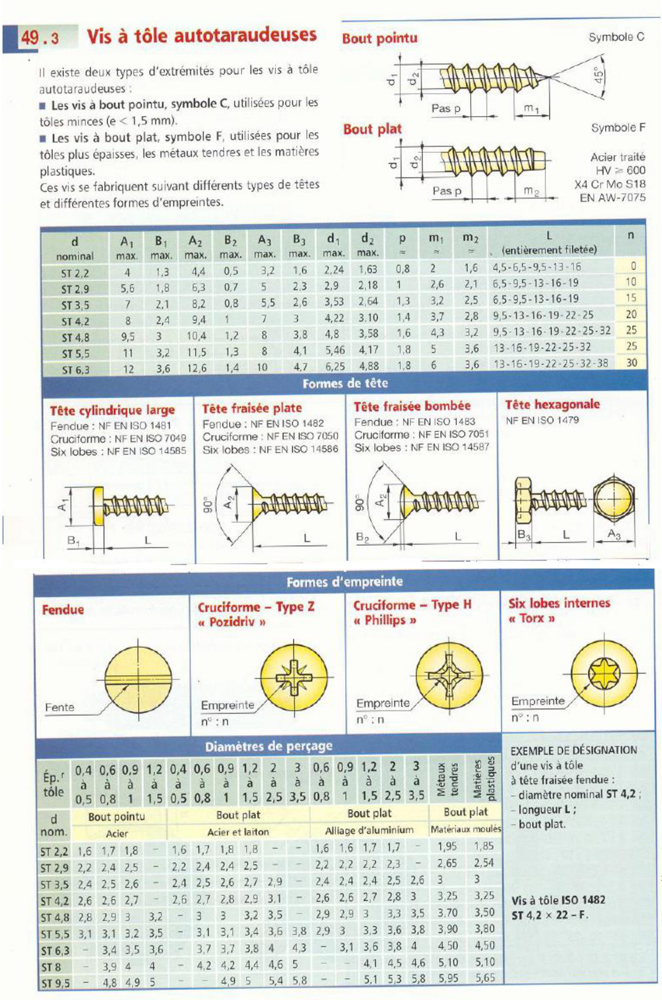 49.3 Vis à tôle autotaraudeuses
Il existe deux types d'extrémités pour les vis à tôle
autotaraudeuses :
■ Les vis à bout pointu, symbole C, utilisées pour les
tôles minces (e < 1,5 mm).
■ Les vis à bout plat, symbole F, utilisées pour les
tôles plus épaisses, les métaux tendres et les matières
plastiques.
Ces vis se fabriquent suivant différents types de têtes
et différentes formes d'empreintes.
Bout pointu Symbole C
d1 d2 45°
Pas p m1
Bout plat Symbole F
d1 d2
Pas p m2
Acier traité
HV ≥ 600
X4 Cr Mo S18
EN AW-7075
d A1 B1 A2 B2 A3 B3 d1 d2 p m1 m2 L n
nominal max. max. max. max. max. max. max. max. ≈ ≈ ≈ (entièrement filetée)
ST 2,2 4 1,3 4,4 0,5 3,2 1,6 2,24 1,63 0,8 2 1,6 4,5-6,5-9,5-13-16 0
ST 2,9 5,6 1,8 6,3 0,7 5 2,3 2,9 2,18 1 2,6 2,1 6,5-9,5-13-16-19 10
ST 3,5 7 2,1 8,2 0,8 5,5 2,6 3,53 2,64 1,3 3,2 2,5 6,5-9,5-13-16-19 15
ST 4,2 8 2,4 9,4 1 7 3 4,22 3,10 1,4 3,7 2,8 9,5-13-16-19-22-25 20
ST 4,8 9,5 3 10,4 1,2 8 3,8 4,8 3,58 1,6 4,3 3,2 9,5-13-16-19-22-25-32 25
ST 5,5 11 3,2 11,5 1,3 8 4,1 5,46 4,17 1,8 5 3,6 13-16-19-22-25-32 25
ST 6,3 12 3,6 12,6 1,4 10 4,7 6,25 4,88 1,8 6 3,6 13-16-19-22-25-32-38 30
Formes de tête
Tête cylindrique large
Fendue : NF EN ISO 1481
Cruciforme : NF EN ISO 7049
Six lobes : NF EN ISO 14585
A1
B1 L
Tête fraisée plate
Fendue : NF EN ISO 1482
Cruciforme : NF EN ISO 7050
Six lobes : NF EN ISO 14586
90° A2
L
Tête fraisée bombée
Fendue : NF EN ISO 1483
Cruciforme : NF EN ISO 7051
Six lobes : NF EN ISO 14587
90° A2
B2 L
Tête hexagonale
NF EN ISO 1479
B3 L A3
Formes d'empreinte
Fendue
Fente
Cruciforme – Type Z
« Pozidriv »
Empreinte
n° : n
Cruciforme – Type H
« Phillips »
Empreinte
n° : n
Six lobes internes
« Torx »
Empreinte
n° : n
Diamètres de perçage
Ép.r 0,4 0,6 0,9 1,2 0,4 0,6 0,9 1,2 2 3 0,6 0,9 1,2 2 3 Métaux tendres Matières plastiques
à à à à à à à à à à à à à à à
tôle 0,5 0,8 1 1,5 0,5 0,8 1 1,5 2,5 3,5 0,8 1 1,5 2,5 3,5
d Bout pointu Bout plat Bout plat Bout plat
nom. Acier Acier et laiton Alliage d'aluminium Matériaux moulés
ST 2,2 1,6 1,7 1,8 – 1,6 1,7 1,8 1,8 – – 1,6 1,6 1,7 1,7 – 1,95 1,85
ST 2,9 2,2 2,4 2,5 – 2,2 2,4 2,4 2,5 – – 2,2 2,2 2,2 2,3 – 2,65 2,54
ST 3,5 2,4 2,5 2,6 – 2,4 2,5 2,6 2,7 2,9 – 2,4 2,4 2,4 2,5 2,6 3 3
ST 4,2 2,6 2,6 2,7 – 2,6 2,7 2,8 2,9 3,1 – 2,6 2,6 2,7 2,8 3 3,25 3,25
ST 4,8 2,8 2,9 3 3,2 – 3 3 3,2 3,5 – 2,9 2,9 3 3,3 3,5 3,70 3,50
ST 5,5 3,1 3,1 3,2 3,5 – 3,1 3,1 3,4 3,6 3,8 2,9 3 3,3 3,6 3,8 3,90 3,80
ST 6,3 – 3,4 3,5 3,6 – 3,7 3,7 3,8 4 4,3 – 3,1 3,6 3,8 4 4,50 4,50
ST 8 – 3,9 4 4 – 4,2 4,2 4,4 4,6 5 – – 4,1 4,5 4,6 5,10 5,10
ST 9,5 – 4,8 4,9 5 – – 4,9 5 5,4 5,8 – – 5,1 5,3 5,8 5,95 5,65
EXEMPLE DE DÉSIGNATION
d'une vis à tôle
à tête fraisée fendue :
– diamètre nominal ST 4,2 ;
– longueur L ;
– bout plat.
Vis à tôle ISO 1482
ST 4,2 × 22 – F.